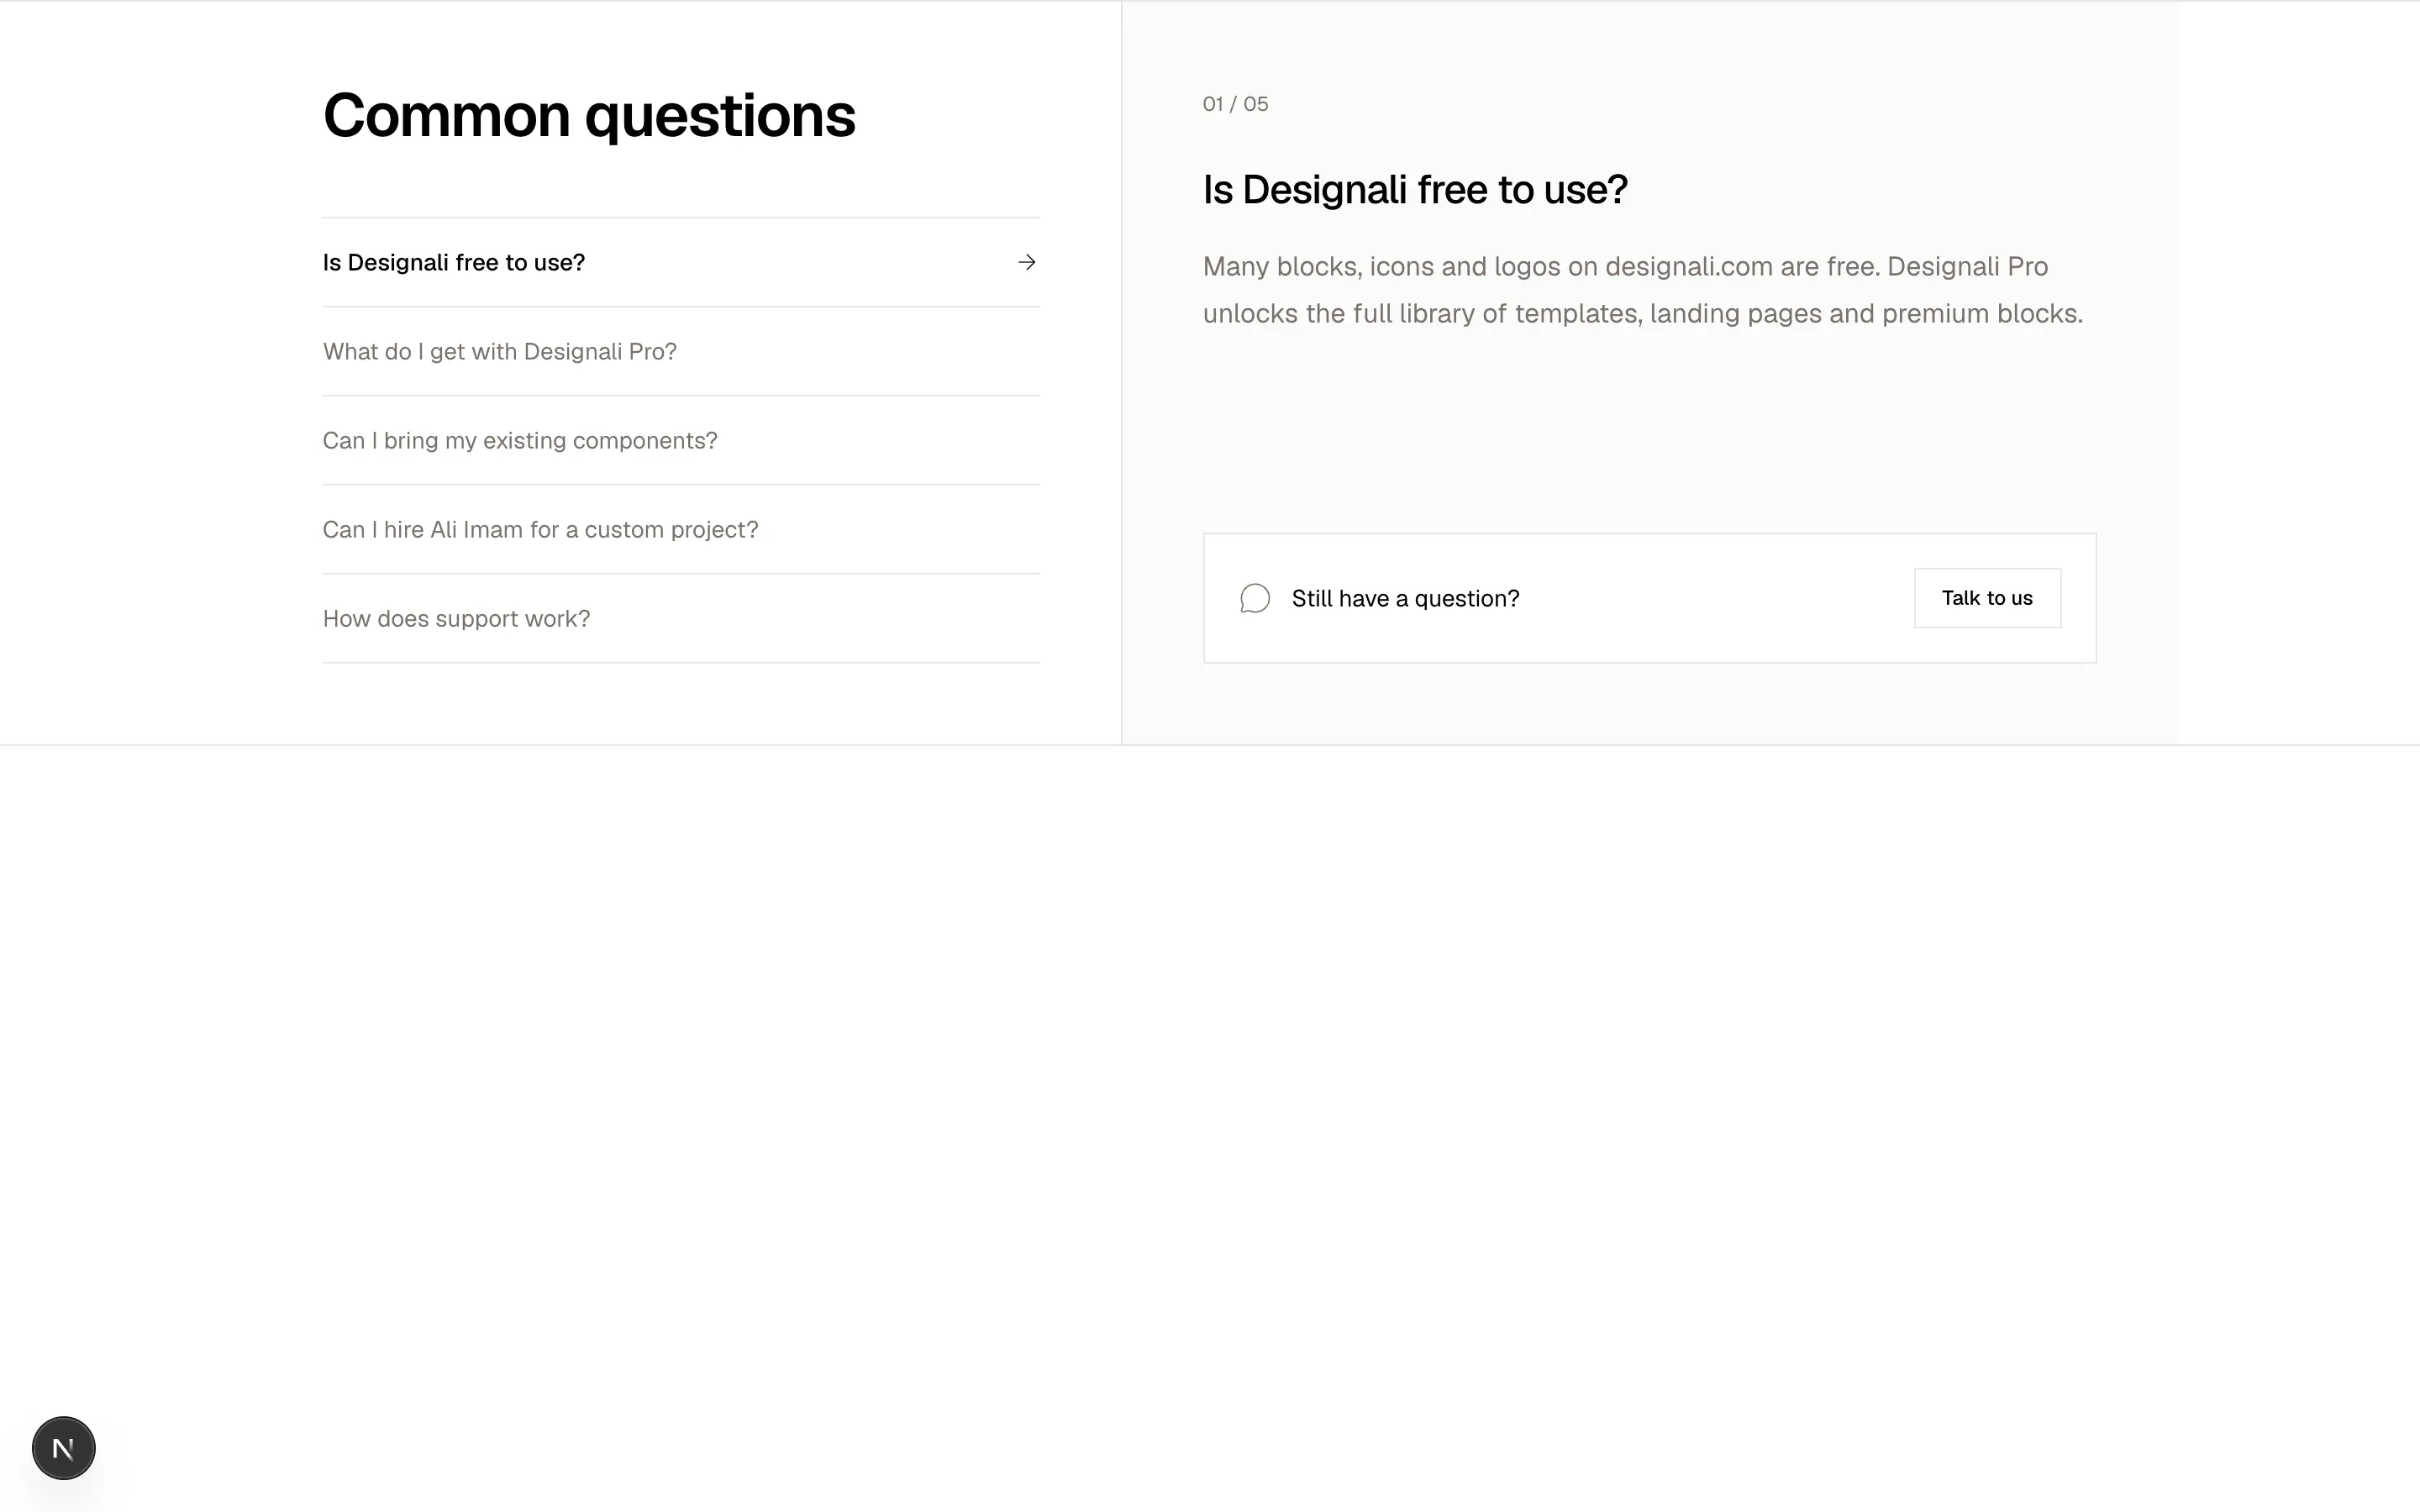 Common questions
Is Designali free to use?
What do I get with Designali Pro?
Can I bring my existing components?
Can I hire Ali Imam for a custom project?
How does support work?
01 / 05
Is Designali free to use?
Many blocks, icons and logos on designali.com are free. Designali Pro
unlocks the full library of templates, landing pages and premium blocks.
Still have a question?
Talk to us
N